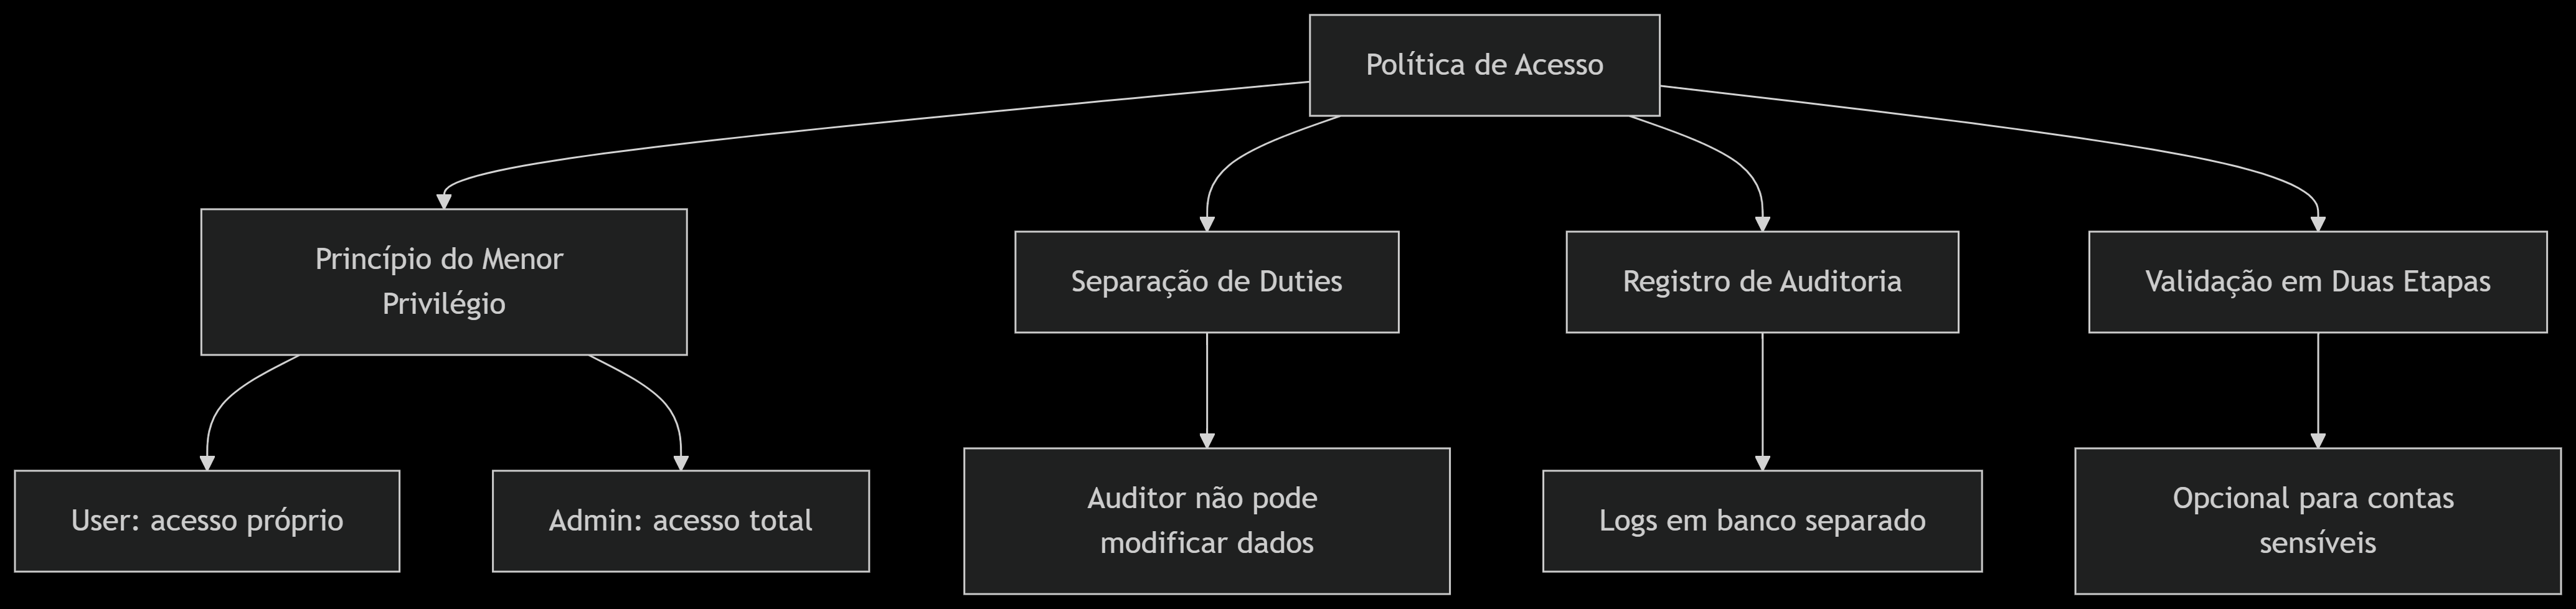 Política de Acesso
Princípio do Menor
Privilégio
Separação de Duties
Registro de Auditoria
Validação em Duas Etapas
User: acesso próprio
Admin: acesso total
Auditor não pode
modificar dados
Logs em banco separado
Opcional para contas
sensíveis